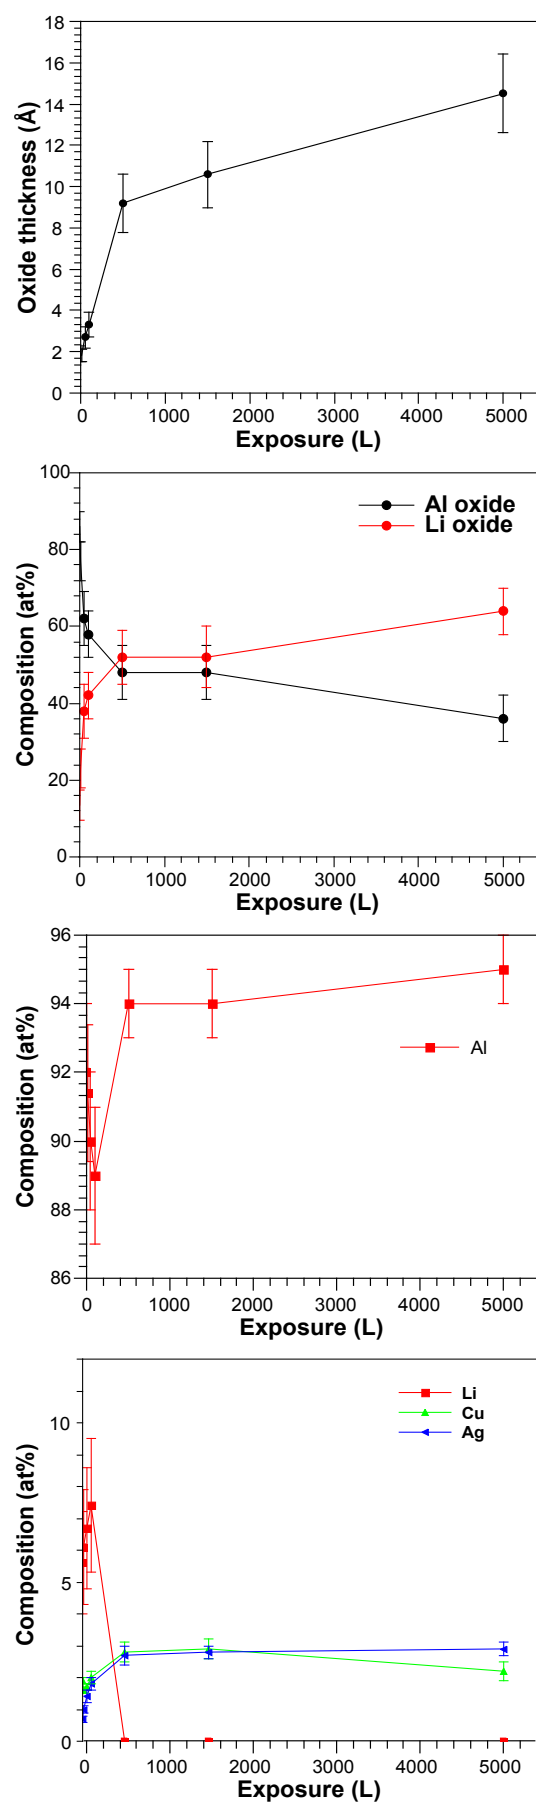 18
16
14
12
10
8
6
4
2
0
Oxide thickness (Å)
0 1000 2000 3000 4000 5000
Exposure (L)
100
80
60
40
20
0
Composition (at%)
Al oxide
Li oxide
0 1000 2000 3000 4000 5000
Exposure (L)
96
94
92
90
88
86
Composition (at%)
Al
0 1000 2000 3000 4000 5000
Exposure (L)
10
5
0
Composition (at%)
Li
Cu
Ag
0 1000 2000 3000 4000 5000
Exposure (L)